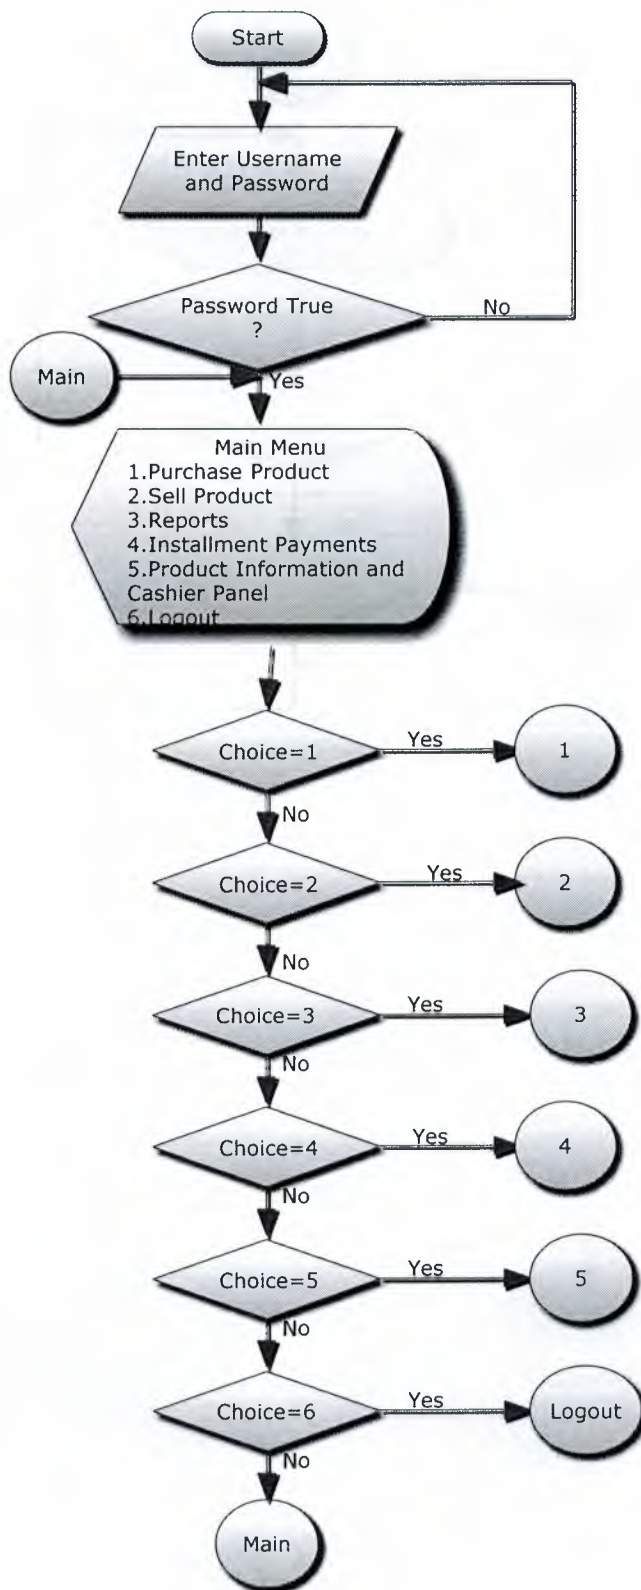 Start
Enter Username
and Password
Password True
?
No
Main
Yes
Main Menu
1.Purchase Product
2.Sell Product
3.Reports
4.Installment Payments
5.Product Information and
Cashier Panel
6.Logout
Choice=1
Yes
1
No
Choice=2
Yes
2
No
Choice=3
Yes
3
No
Choice=4
Yes
4
No
Choice=5
Yes
5
No
Choice=6
Yes
Logout
No
Main